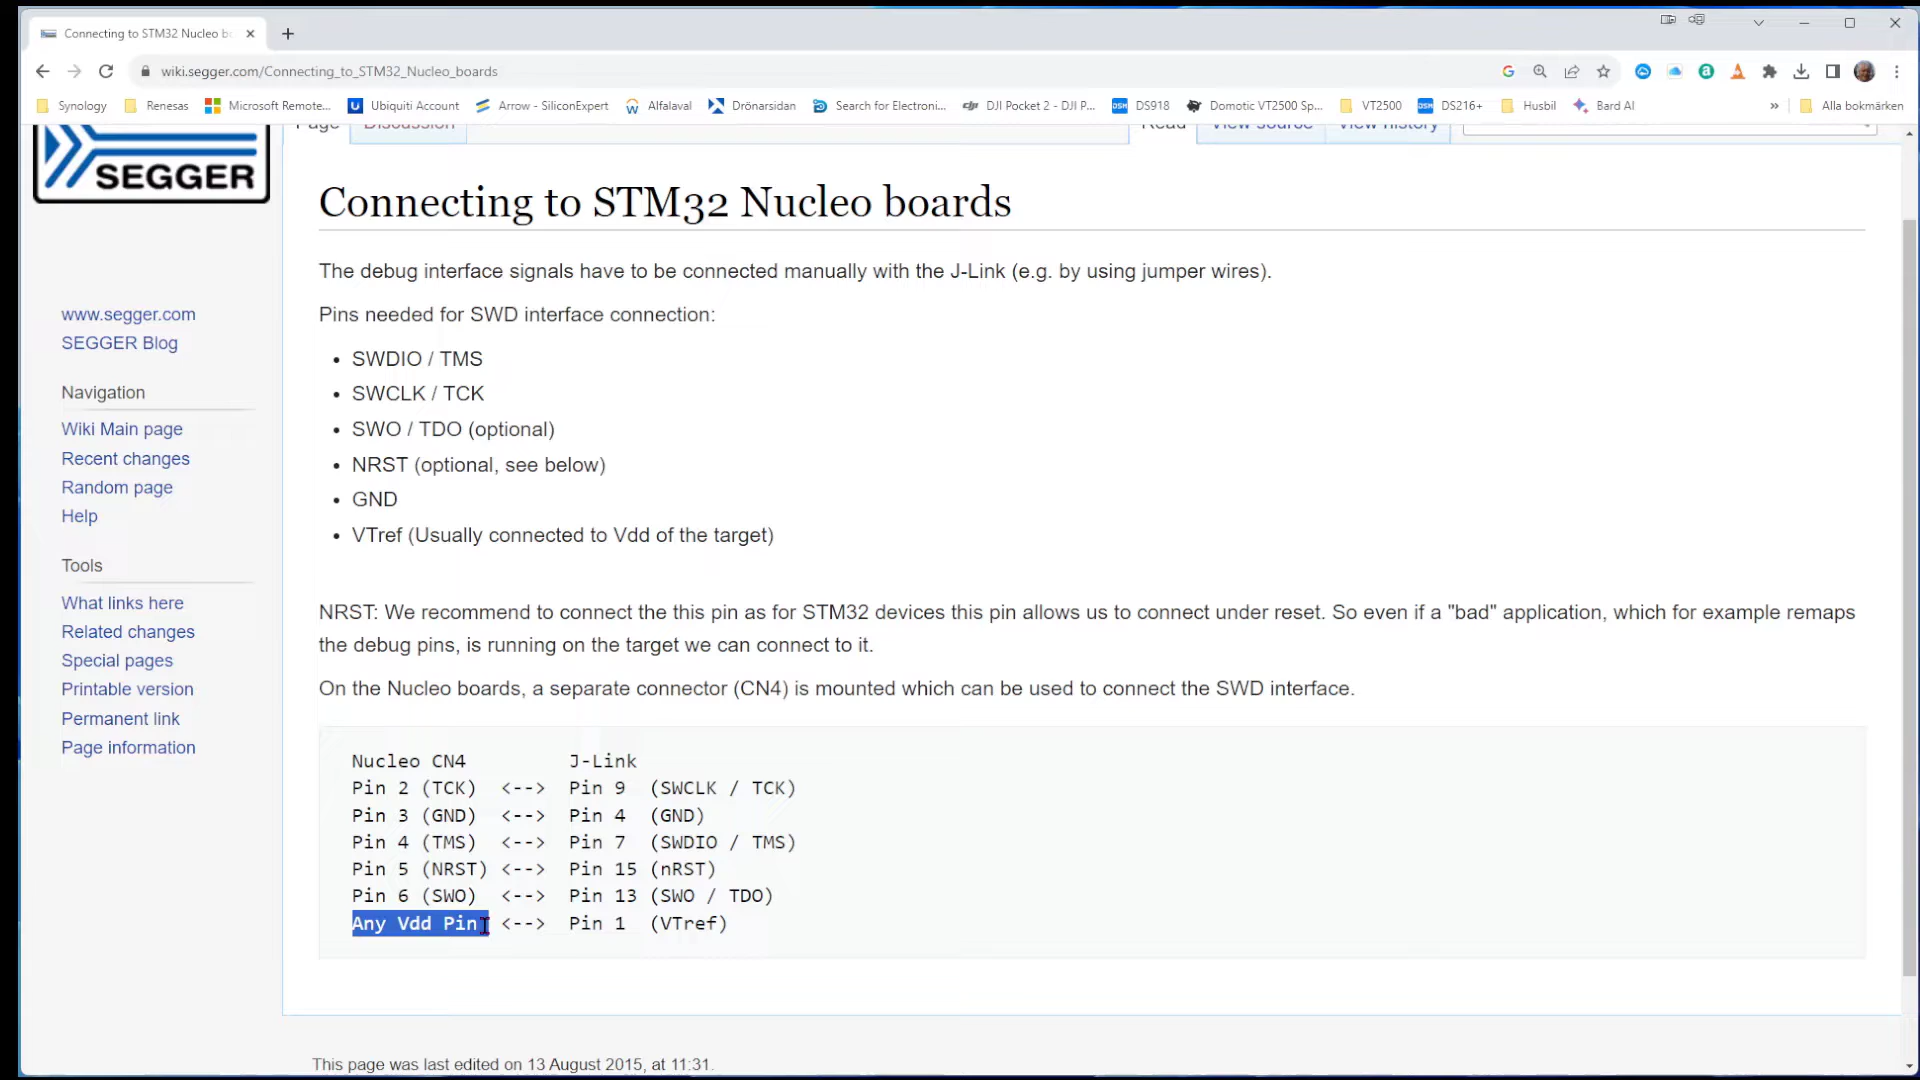 Connecting to STM32 Nucleo b
wiki.segger.com/Connecting_to_STM32_Nucleo_boards
Synology Renesas Microsoft Remote... Ubiquiti Account Arrow - SiliconExpert Alfalaval Drönarsidan Search for Electroni... DJI Pocket 2 - DJI P... DS918 Domotic VT2500 Sp... VT2500 DS216+ Husbil Bard AI » Alla bokmärken
Page Discussion Read View source View history
SEGGER
Connecting to STM32 Nucleo boards
The debug interface signals have to be connected manually with the J-Link (e.g. by using jumper wires).
Pins needed for SWD interface connection:
• SWDIO / TMS
• SWCLK / TCK
• SWO / TDO (optional)
• NRST (optional, see below)
• GND
• VTref (Usually connected to Vdd of the target)
NRST: We recommend to connect the this pin as for STM32 devices this pin allows us to connect under reset. So even if a "bad" application, which for example remaps
the debug pins, is running on the target we can connect to it.
On the Nucleo boards, a separate connector (CN4) is mounted which can be used to connect the SWD interface.
Nucleo CN4 J-Link
Pin 2 (TCK) <--> Pin 9 (SWCLK / TCK)
Pin 3 (GND) <--> Pin 4 (GND)
Pin 4 (TMS) <--> Pin 7 (SWDIO / TMS)
Pin 5 (NRST) <--> Pin 15 (nRST)
Pin 6 (SWO) <--> Pin 13 (SWO / TDO)
Any Vdd Pin <--> Pin 1 (VTref)
www.segger.com
SEGGER Blog
Navigation
Wiki Main page
Recent changes
Random page
Help
Tools
What links here
Related changes
Special pages
Printable version
Permanent link
Page information
This page was last edited on 13 August 2015, at 11:31.